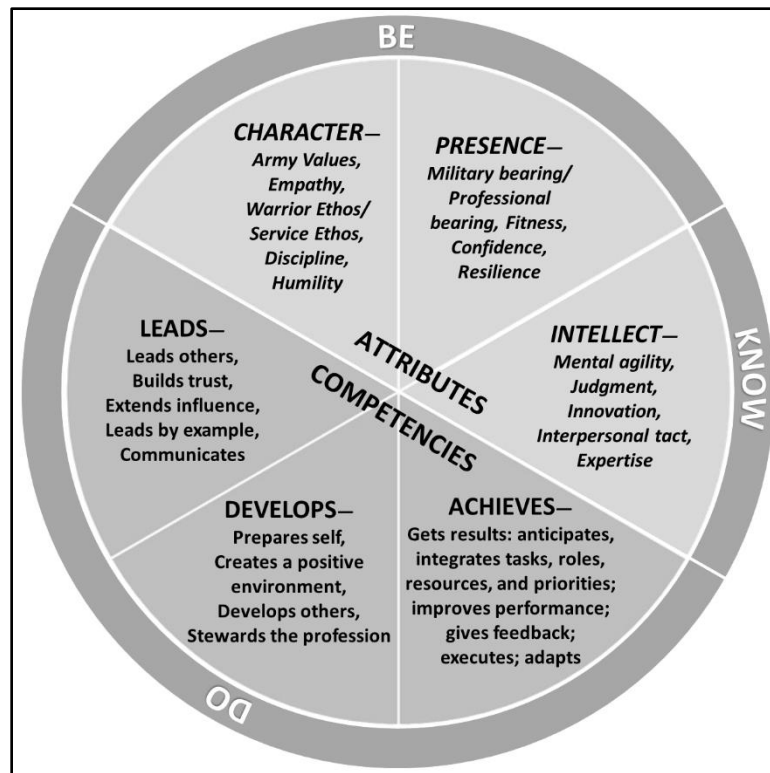 BE
CHARACTER—
Army Values,
Empathy,
Warrior Ethos/
Service Ethos,
Discipline,
Humility
PRESENCE—
Military bearing/
Professional
bearing, Fitness,
Confidence,
Resilience
KNOW
INTELLECT—
Mental agility,
Judgment,
Innovation,
Interpersonal tact,
Expertise
ATTRIBUTES
COMPETENCIES
LEADS—
Leads others,
Builds trust,
Extends influence,
Leads by example,
Communicates
DEVELOPS—
Prepares self,
Creates a positive
environment,
Develops others,
Stewards the profession
ACHIEVES—
Gets results: anticipates,
integrates tasks, roles,
resources, and priorities;
improves performance;
gives feedback;
executes; adapts
DO